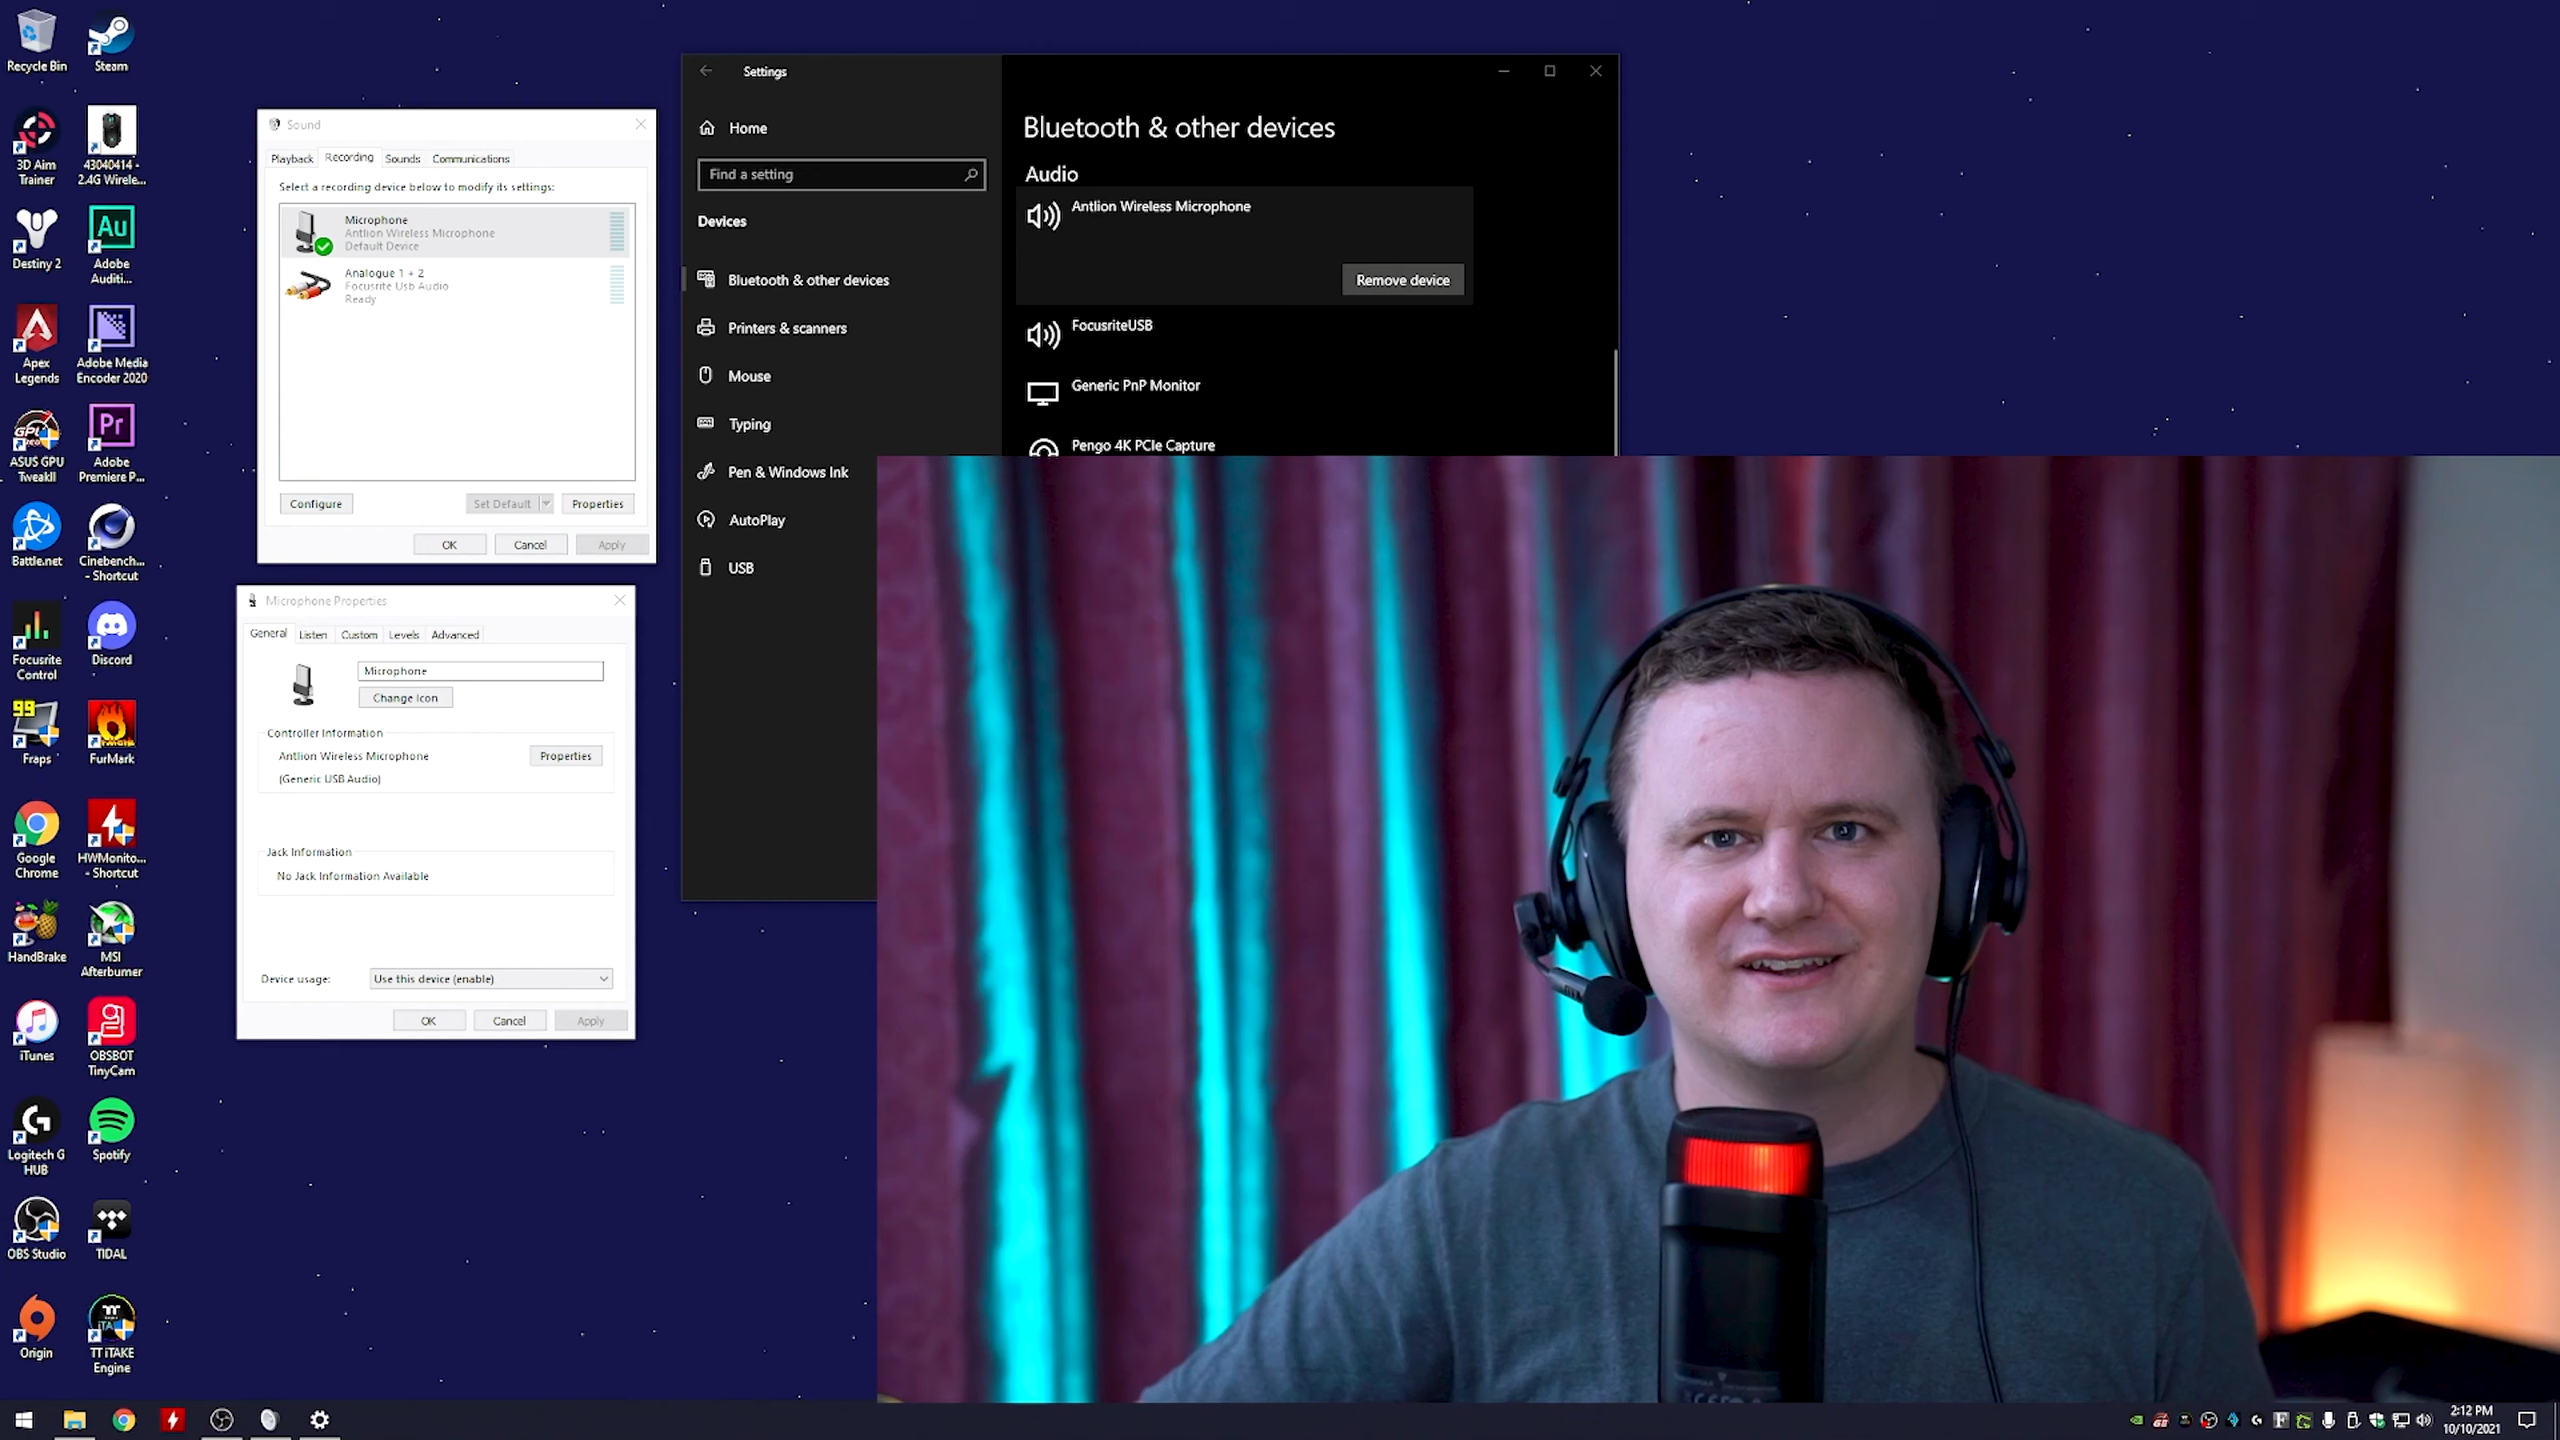 Recycle Bin
Steam
3D Aim
Trainer
43040414 -
2.4G Wirele...
Destiny 2
Au
Adobe
Auditi...
Apex
Legends
Adobe Media
Encoder 2020
GPU
ASUS GPU
TweakII
Pr
Adobe
Premiere P...
Battle.net
Cinebench...
- Shortcut
Focusrite
Control
Discord
99
Fraps
FurMark
Google
Chrome
HWMonito...
- Shortcut
HandBrake
MSI
Afterburner
iTunes
OBSBOT
TinyCam
Logitech G
HUB
Spotify
OBS Studio
TIDAL
Origin
TT iTAKE
Engine
Sound
Playback
Recording
Sounds
Communications
Select a recording device below to modify its settings:
Microphone
Antlion Wireless Microphone
Default Device
Analogue 1 + 2
Focusrite Usb Audio
Ready
Configure
Set Default
Properties
OK
Cancel
Apply
Microphone Properties
General
Listen
Custom
Levels
Advanced
Microphone
Change Icon
Controller Information
Antlion Wireless Microphone
Properties
(Generic USB Audio)
Jack Information
No Jack Information Available
Device usage:
Use this device (enable)
OK
Cancel
Apply
Settings
Home
Find a setting
Devices
Bluetooth & other devices
Printers & scanners
Mouse
Typing
Pen & Windows Ink
AutoPlay
USB
Bluetooth & other devices
Audio
Antlion Wireless Microphone
Remove device
FocusriteUSB
Generic PnP Monitor
Pengo 4K PCIe Capture
2:12 PM
10/10/2021